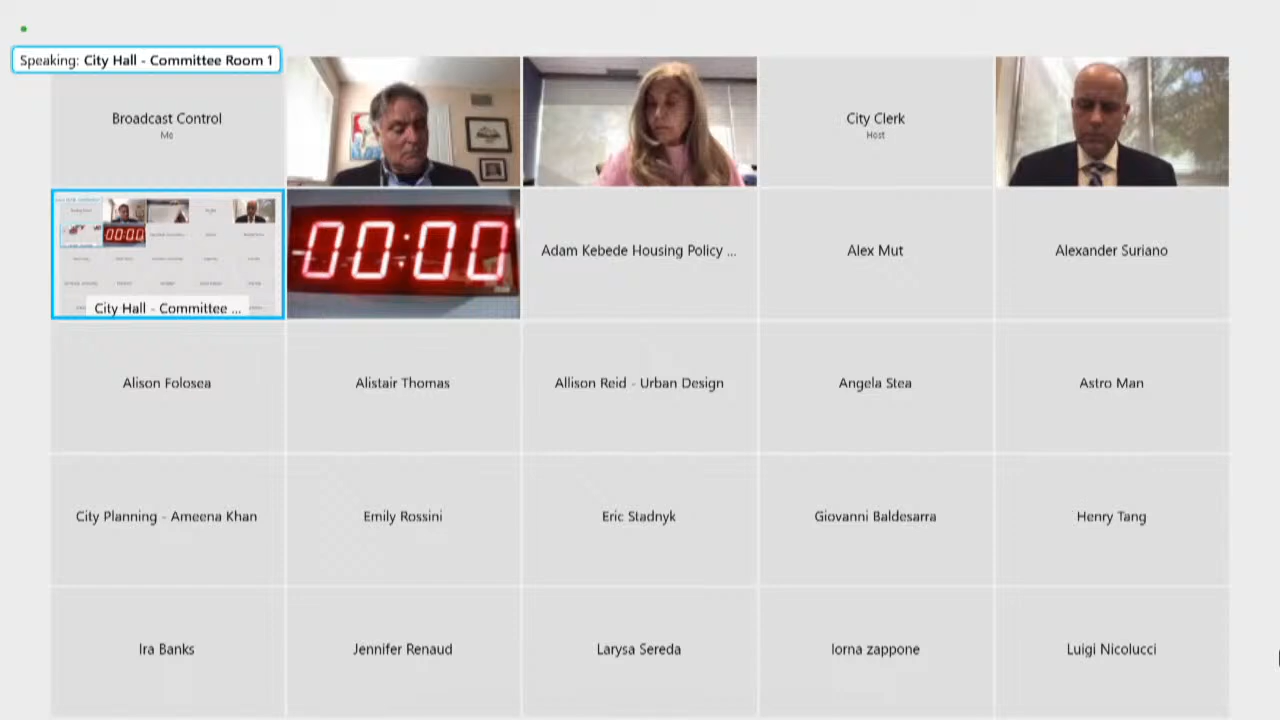 Speaking: City Hall - Committee Room 1
Broadcast Control
Me
City Clerk
Host
City Hall - Committee ...
00:00
Adam Kebede Housing Policy ...
Alex Mut
Alexander Suriano
Alison Folosea
Alistair Thomas
Allison Reid - Urban Design
Angela Stea
Astro Man
City Planning - Ameena Khan
Emily Rossini
Eric Stadnyk
Giovanni Baldesarra
Henry Tang
Ira Banks
Jennifer Renaud
Larysa Sereda
lorna zappone
Luigi Nicolucci